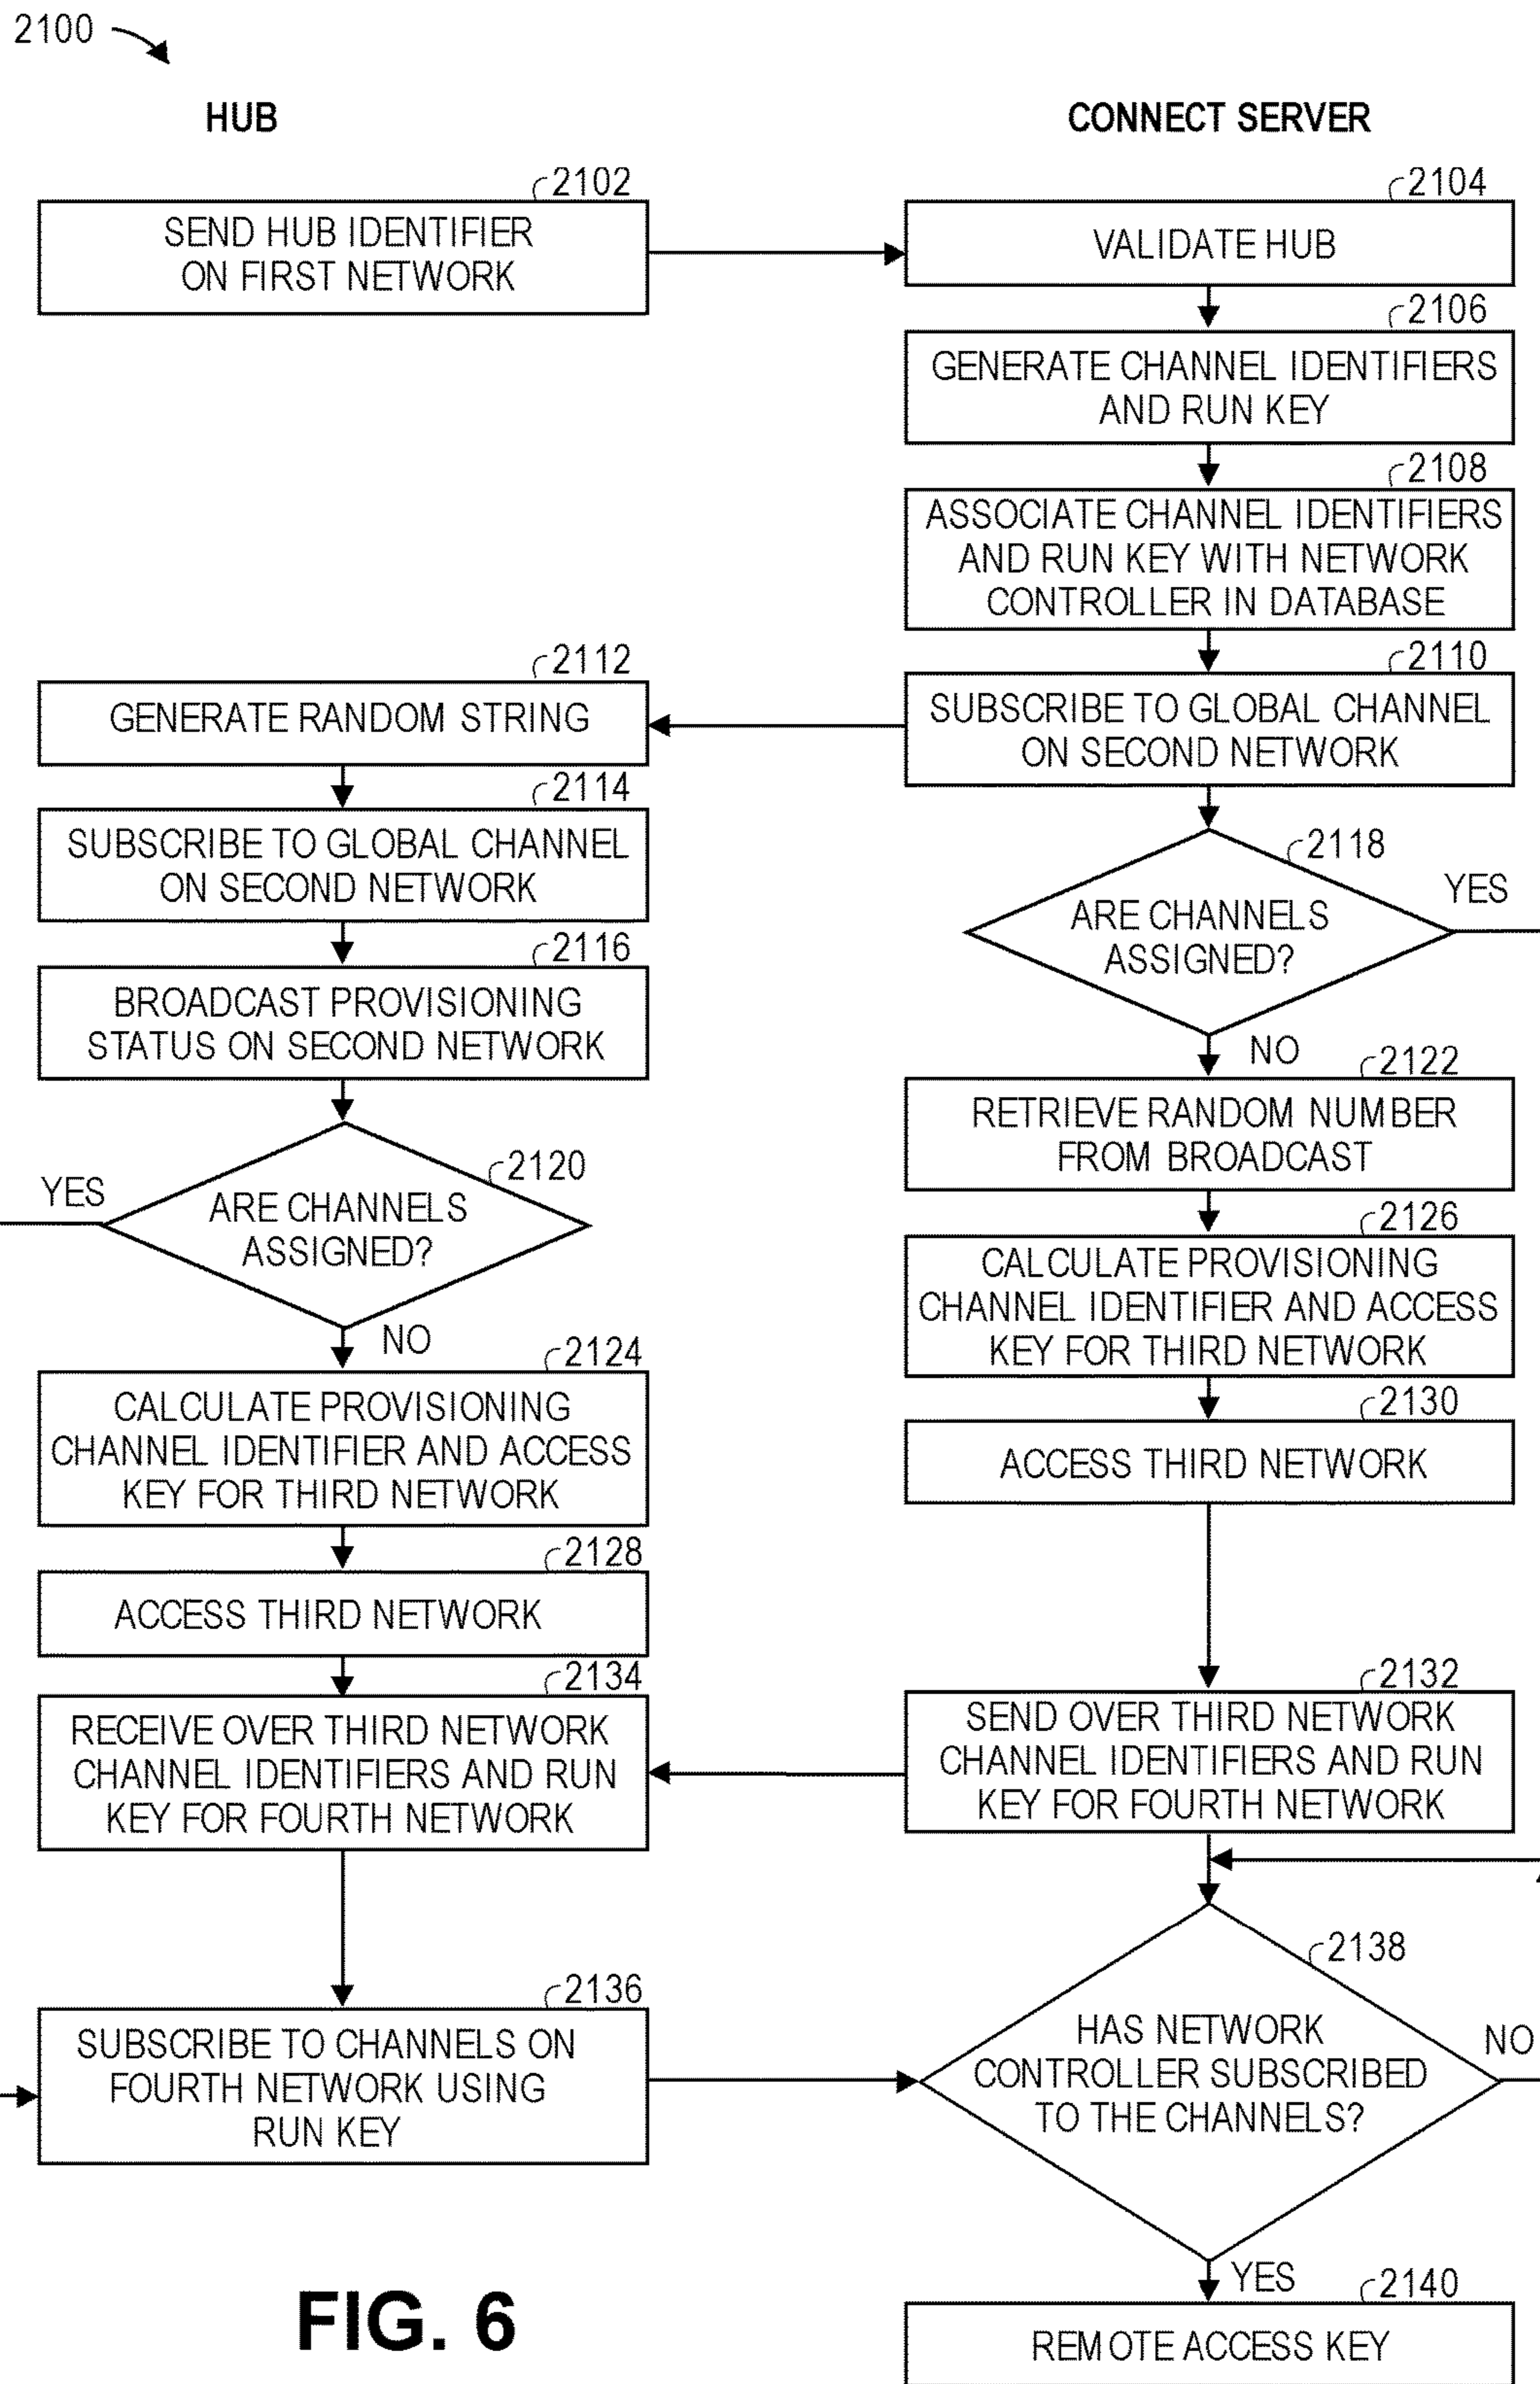 2100
HUB
CONNECT SERVER
2102
SEND HUB IDENTIFIER
ON FIRST NETWORK
2104
VALIDATE HUB
2106
GENERATE CHANNEL IDENTIFIERS
AND RUN KEY
2108
ASSOCIATE CHANNEL IDENTIFIERS
AND RUN KEY WITH NETWORK
CONTROLLER IN DATABASE
2110
SUBSCRIBE TO GLOBAL CHANNEL
ON SECOND NETWORK
2112
GENERATE RANDOM STRING
2114
SUBSCRIBE TO GLOBAL CHANNEL
ON SECOND NETWORK
2116
BROADCAST PROVISIONING
STATUS ON SECOND NETWORK
2118
ARE CHANNELS
ASSIGNED?
YES
NO
2120
ARE CHANNELS
ASSIGNED?
YES
NO
2122
RETRIEVE RANDOM NUMBER
FROM BROADCAST
2124
CALCULATE PROVISIONING
CHANNEL IDENTIFIER AND ACCESS
KEY FOR THIRD NETWORK
2126
CALCULATE PROVISIONING
CHANNEL IDENTIFIER AND ACCESS
KEY FOR THIRD NETWORK
2128
ACCESS THIRD NETWORK
2130
ACCESS THIRD NETWORK
2132
SEND OVER THIRD NETWORK
CHANNEL IDENTIFIERS AND RUN
KEY FOR FOURTH NETWORK
2134
RECEIVE OVER THIRD NETWORK
CHANNEL IDENTIFIERS AND RUN
KEY FOR FOURTH NETWORK
2136
SUBSCRIBE TO CHANNELS ON
FOURTH NETWORK USING
RUN KEY
2138
HAS NETWORK
CONTROLLER SUBSCRIBED
TO THE CHANNELS?
NO
YES
2140
REMOTE ACCESS KEY
FIG. 6